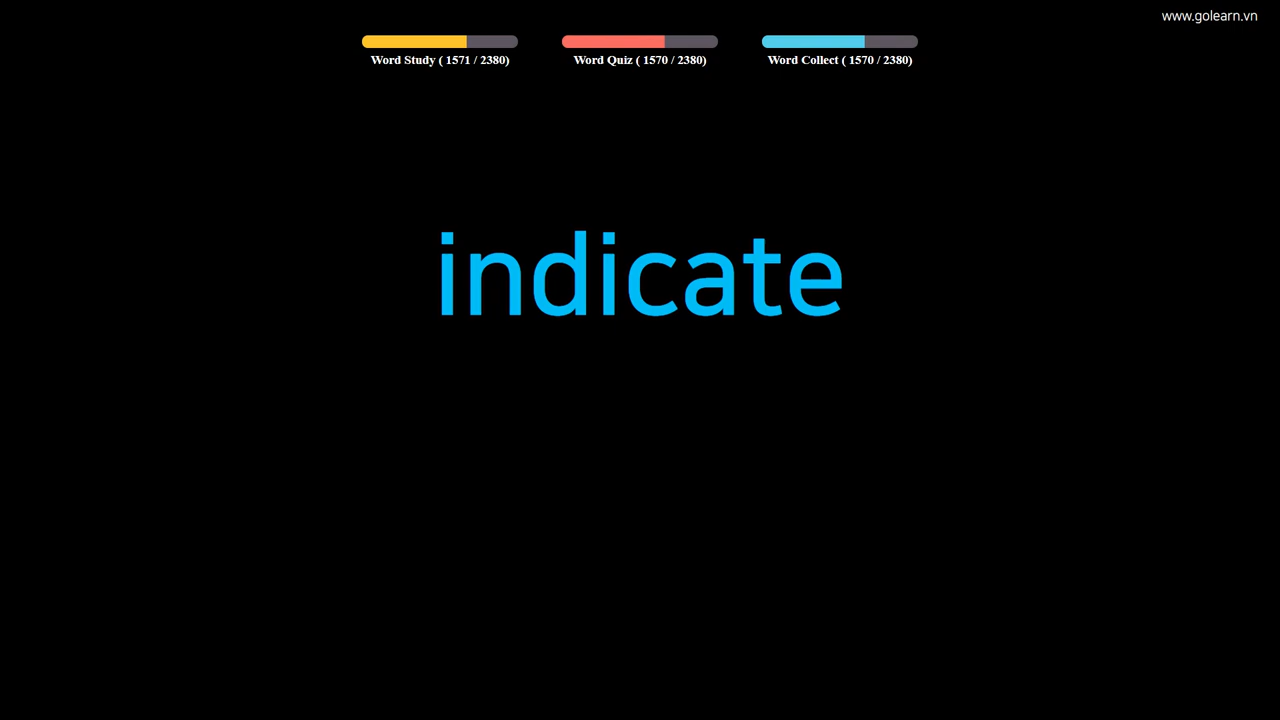 www.golearn.vn
Word Study ( 1571 / 2380)
Word Quiz ( 1570 / 2380)
Word Collect ( 1570 / 2380)
indicate